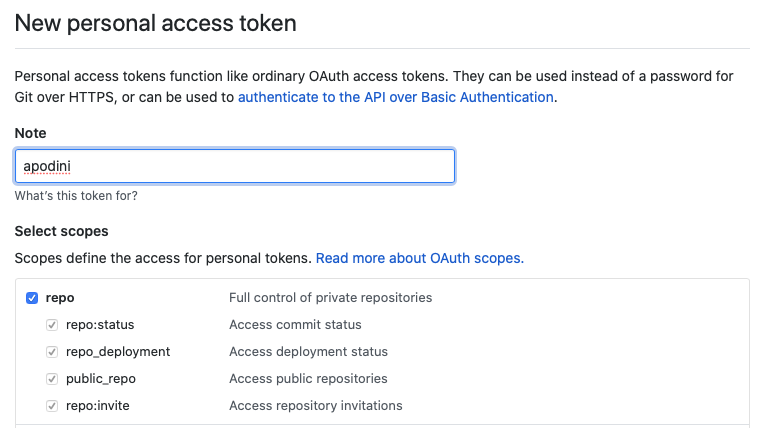 New personal access token
Personal access tokens function like ordinary OAuth access tokens. They can be used instead of a password for
Git over HTTPS, or can be used to authenticate to the API over Basic Authentication.
Note
apodini
What's this token for?
Select scopes
Scopes define the access for personal tokens. Read more about OAuth scopes.
repo Full control of private repositories
repo:status Access commit status
repo_deployment Access deployment status
public_repo Access public repositories
repo:invite Access repository invitations